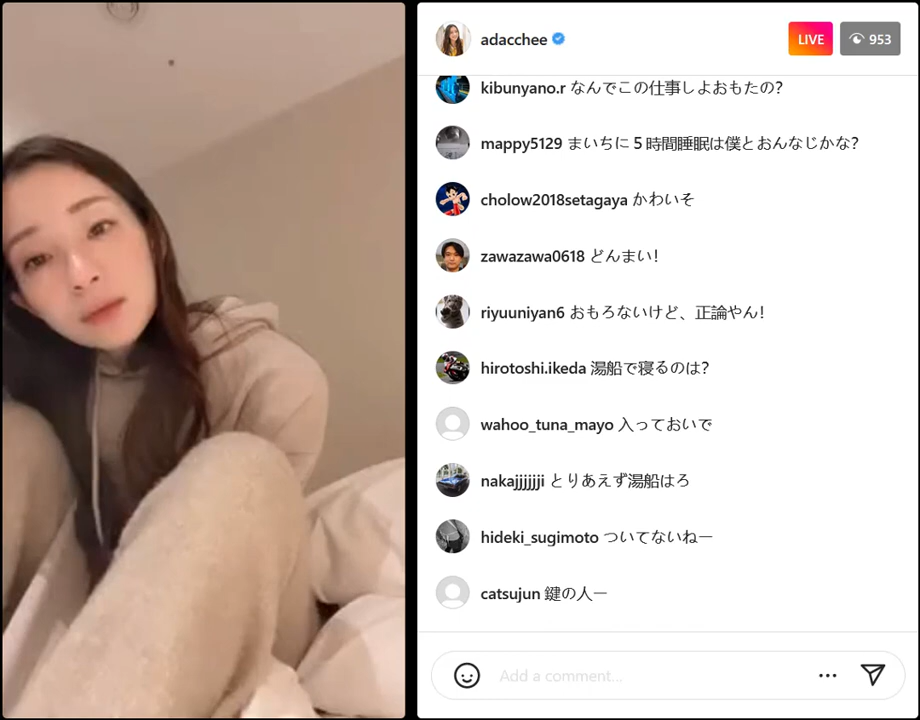 adacchee
LIVE
953
kibunyano.r なんでこの仕事しよおもたの?
mappy5129 まいちに5時間睡眠は僕とおんなじかな?
cholow2018setagaya かわいそ
zawazawa0618 どんまい!
riyuuniyan6 おもろないけど、正論やん!
hirotoshi.ikeda 湯船で寝るのは?
wahoo_tuna_mayo 入っておいで
nakajjjjjji とりあえず湯船はろ
hideki_sugimoto ついてないねー
catsujun 鍵の人ー
Add a comment...